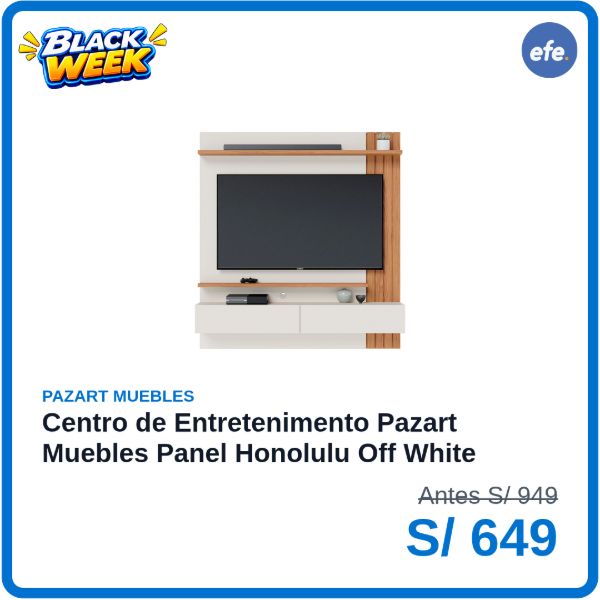 BLACK
WEEK
efe.
PAZART MUEBLES
Centro de Entretenimento Pazart
Muebles Panel Honolulu Off White
Antes S/ 949
S/ 649